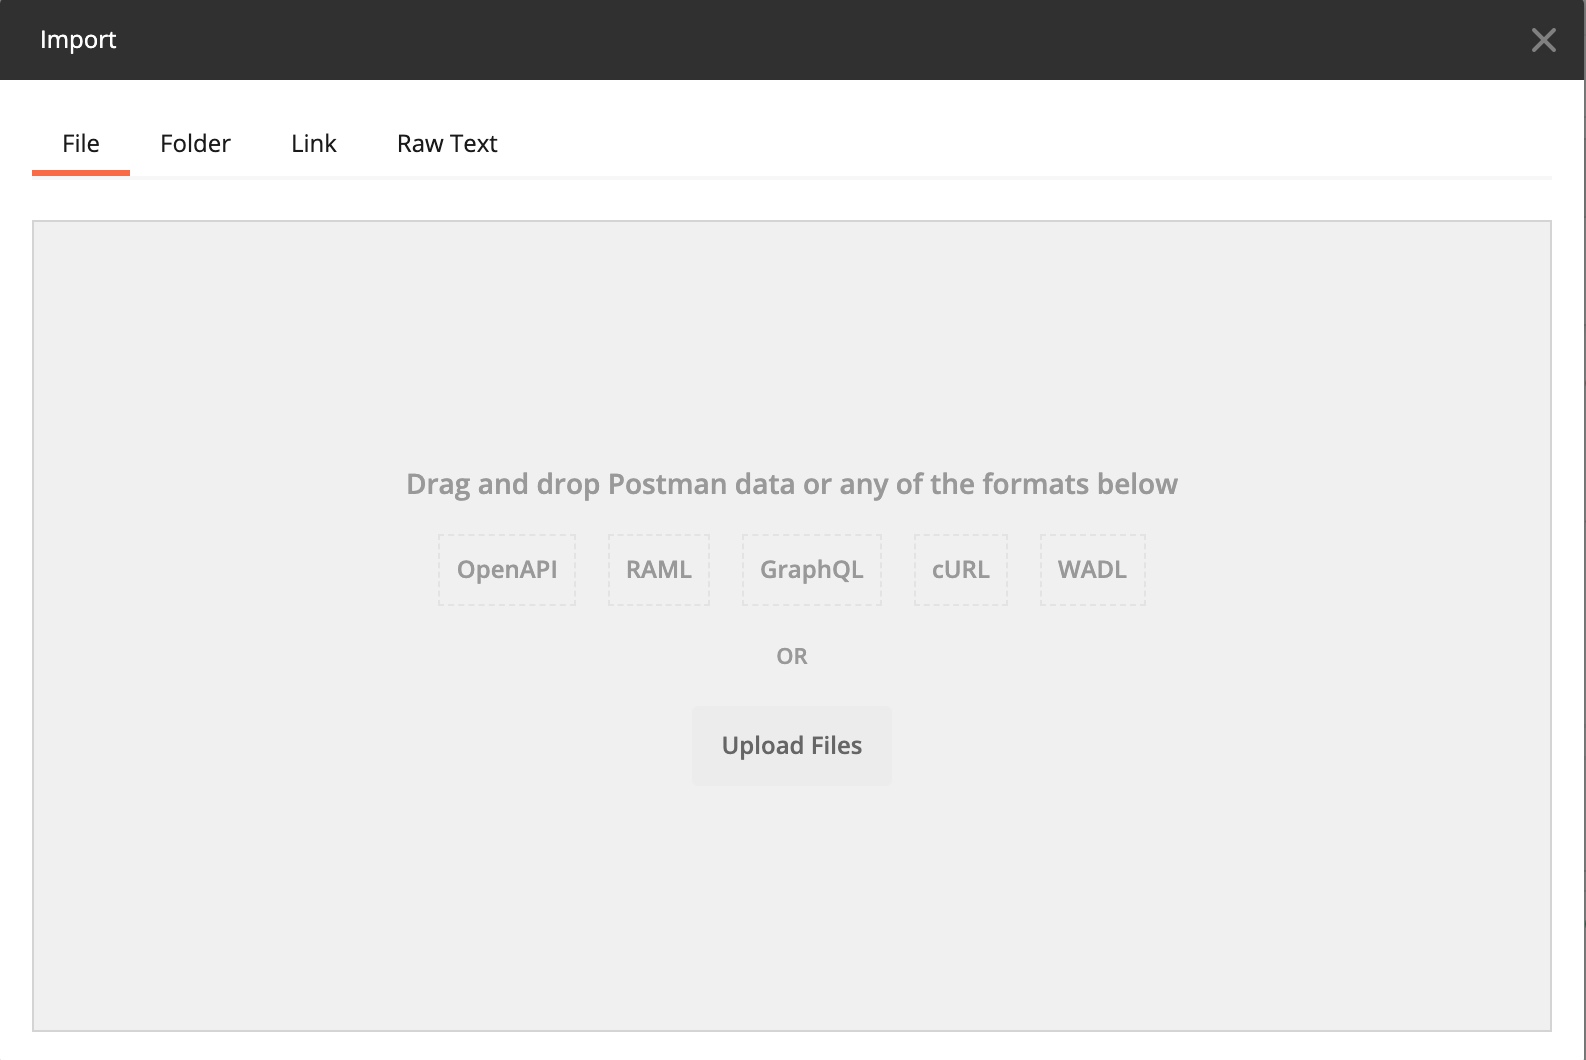 Import
File Folder Link Raw Text
Drag and drop Postman data or any of the formats below
OpenAPI RAML GraphQL cURL WADL
OR
Upload Files